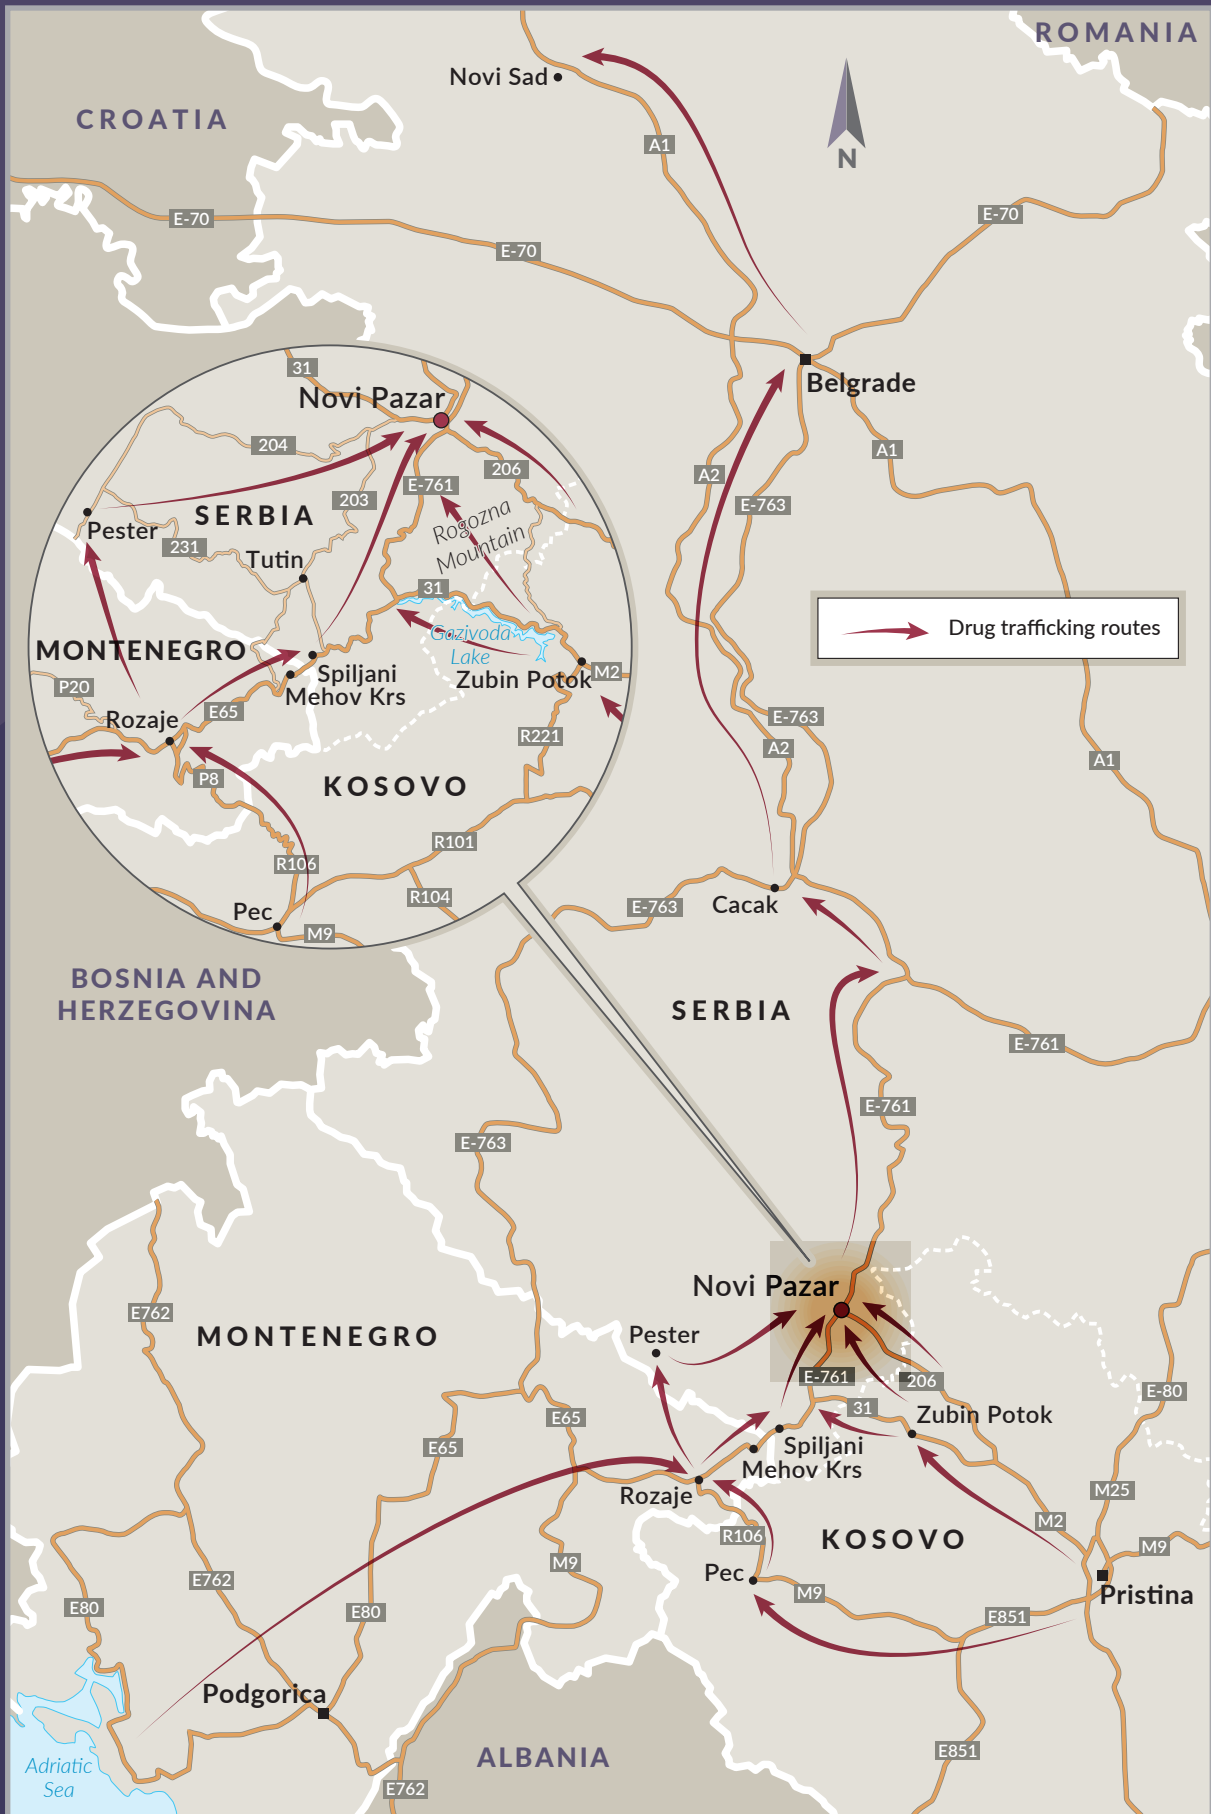 ROMANIA
Novi Sad
CROATIA
A1
N
E-70
E-70
E-70
Belgrade
A1
A2
E-763
31
Novi Pazar
204
206
E-761
203
SERBIA
Rogozna
Mountain
Pester
231
Tutin
31
Gazivoda
Lake
MONTENEGRO
Spiljani
Mehov Krs
Zubin Potok
M2
P20
E65
Rozaje
R221
P8
KOSOVO
R101
R106
R104
Pec
M9
Drug trafficking routes
E-763
A2
A1
E-763
Cacak
BOSNIA AND
HERZEGOVINA
SERBIA
E-761
E-761
E-763
Novi Pazar
E762
MONTENEGRO
Pester
E-761
206
E-80
31
Zubin Potok
E65
E65
Spiljani
Mehov Krs
Rozaje
M25
M2
R106
KOSOVO
M9
M9
Pec
M9
Pristina
E762
E80
E80
E851
Podgorica
E851
ALBANIA
Adriatic
Sea
E762